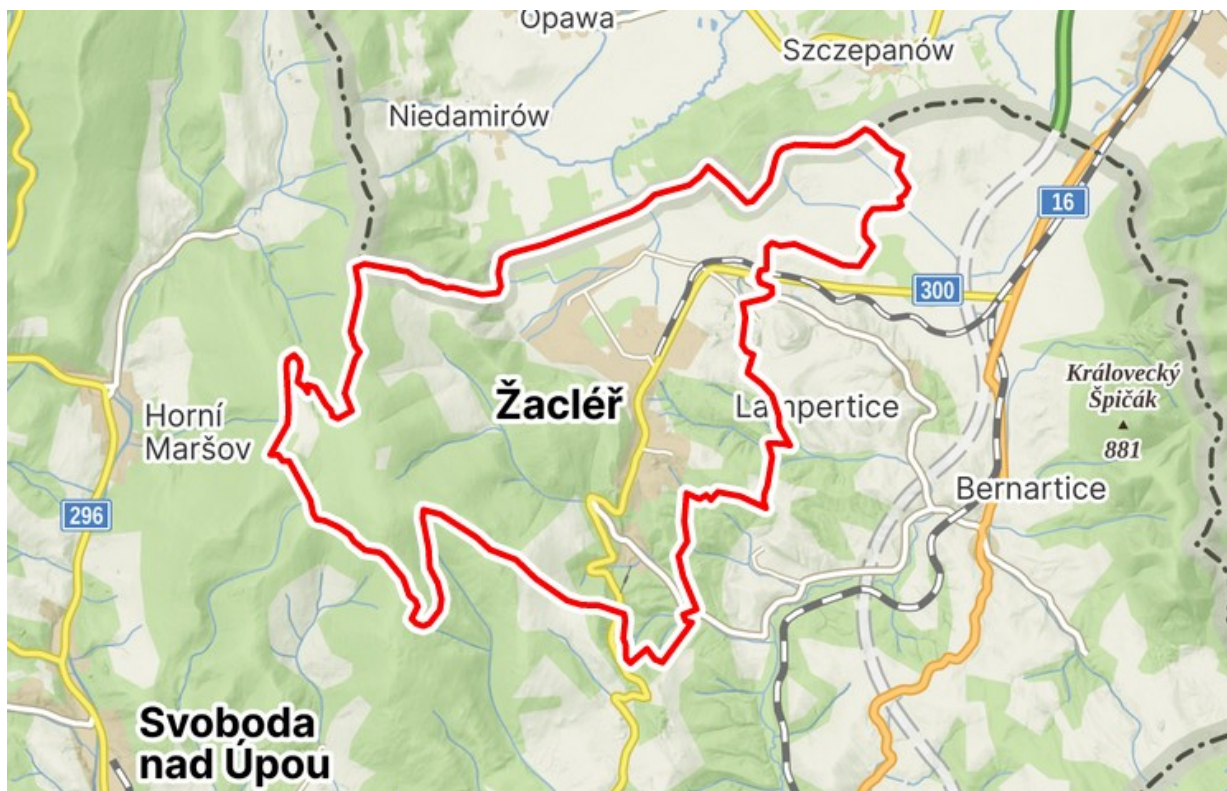 Opawa
Szczepanów
Niedamirów
16
300
Královecký
Špičák
881
Žacléř
Lampertice
Horní
Maršov
Bernartice
296
Svoboda
nad Úpou